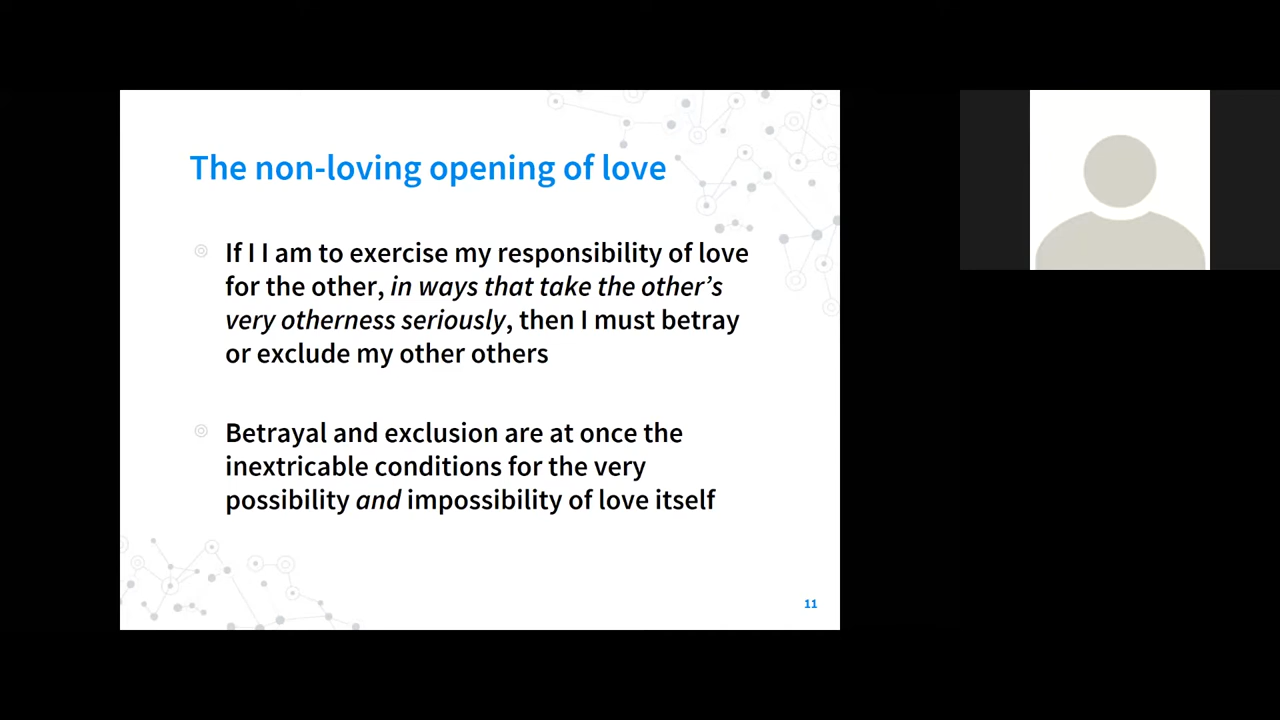 The non-loving opening of love
If I I am to exercise my responsibility of love
for the other, in ways that take the other’s
very otherness seriously, then I must betray
or exclude my other others
Betrayal and exclusion are at once the
inextricable conditions for the very
possibility and impossibility of love itself
11